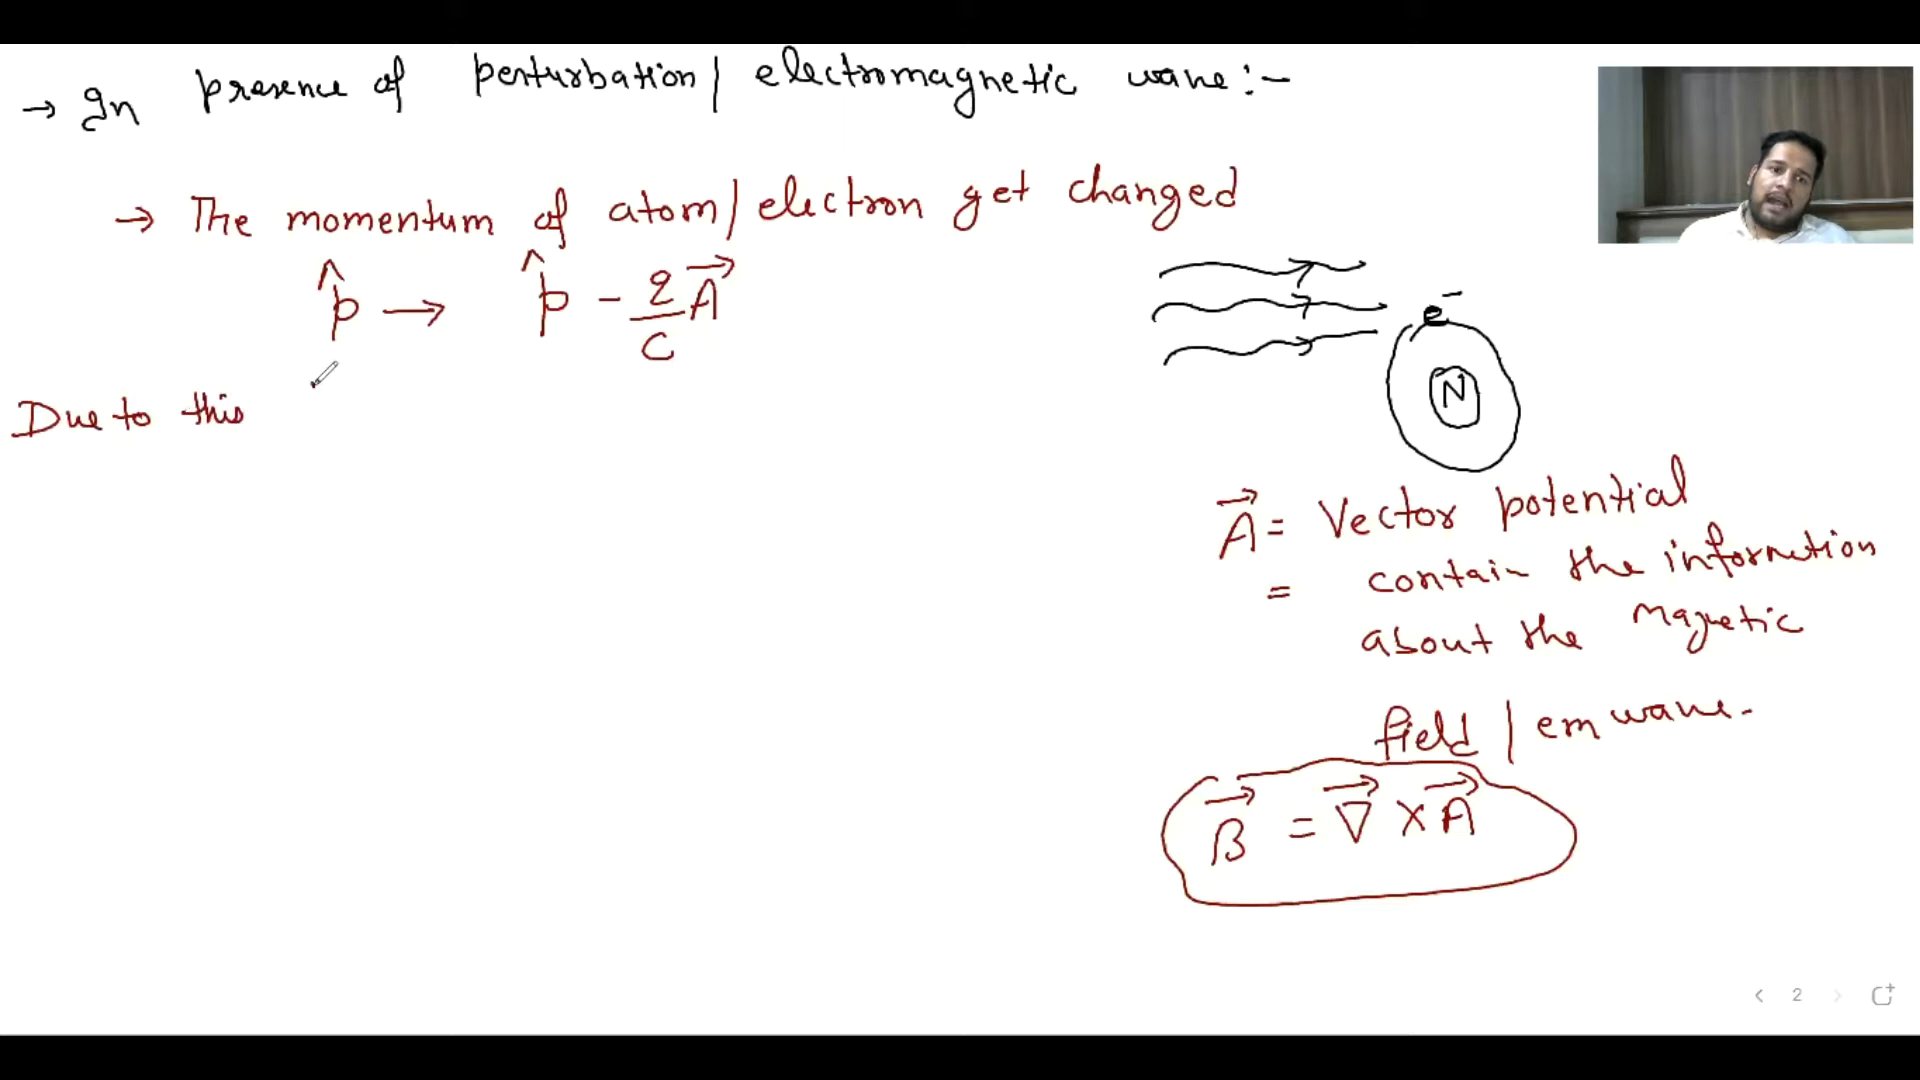 → In presence of perturbation / electromagnetic wave:-
→ The momentum of atom / electron get changed
p̂ → p̂ - q/c A⃗
e⁻
N
Due to this
A⃗ = Vector potential
= contain the information
about the magnetic
field / em wave.
B⃗ = ∇⃗ × A⃗
< 2 >